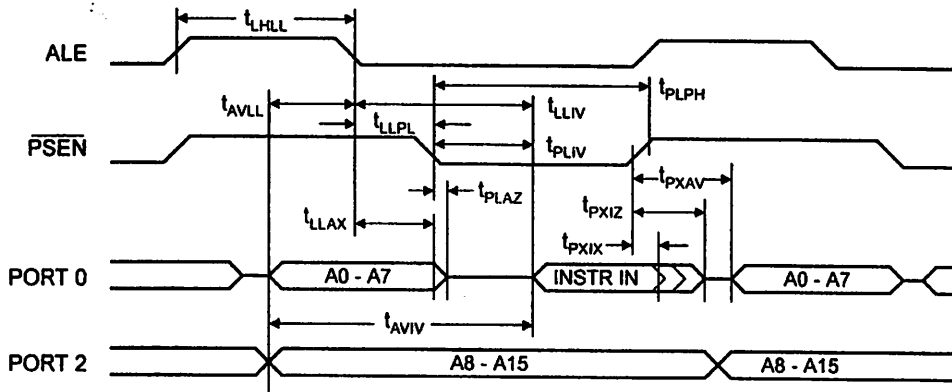 tLHLL
ALE
tAVLL
tLLIV
tPLPH
tLLPL
PSEN
tPLIV
tPLAZ
tPXAV
tLLAX
tPXIZ
tPXIX
PORT 0
A0 - A7
INSTR IN
A0 - A7
tAVIV
PORT 2
A8 - A15
A8 - A15